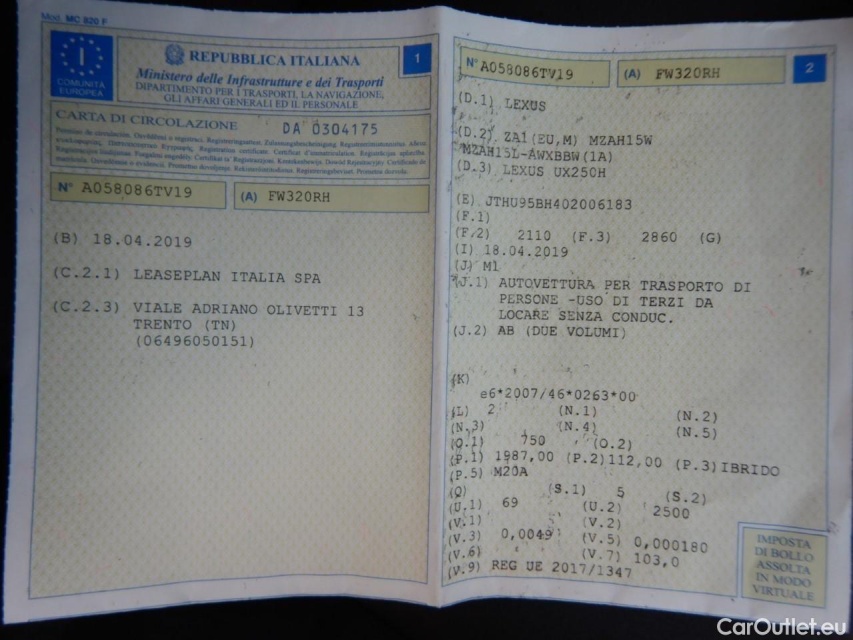 Mod. MC 820 F
I
COMUNITÀ
EUROPEA
REPUBBLICA ITALIANA
Ministero delle Infrastrutture e dei Trasporti
DIPARTIMENTO PER I TRASPORTI, LA NAVIGAZIONE,
GLI AFFARI GENERALI ED IL PERSONALE
1
CARTA DI CIRCOLAZIONE DA 0304175
N° A058086TV19 (A) FW320RH
(B) 18.04.2019
(C.2.1) LEASEPLAN ITALIA SPA
(C.2.3) VIALE ADRIANO OLIVETTI 13
TRENTO (TN)
(06496050151)
N° A058086TV19 (A) FW320RH 2
(D.1) LEXUS
(D.2) ZA1(EU,M) MZAH15W
MZAH15L-AWXBBW(1A)
(D.3) LEXUS UX250H
(E) JTHU95BH402006183
(F.1)
(F.2) 2110 (F.3) 2860 (G)
(I) 18.04.2019
(J) M1
(J.1) AUTOVETTURA PER TRASPORTO DI
PERSONE -USO DI TERZI DA
LOCARE SENZA CONDUC.
(J.2) AB (DUE VOLUMI)
(K)
e6*2007/46*0263*00
(L) 2 (N.1) (N.2)
(N.3) (N.4) (N.5)
(O.1) 750 (O.2)
(P.1) 1987,00 (P.2)112,00 (P.3)IBRIDO
(P.5) M20A
(Q) (S.1) 5 (S.2)
(U.1) 69 (U.2) 2500
(V.1) (V.2)
(V.3) 0,0049 (V.5) 0,000180
(V.6) (V.7) 103,0
(V.9) REG UE 2017/1347
IMPOSTA
DI BOLLO
ASSOLTA
IN MODO
VIRTUALE
CarOutlet.eu